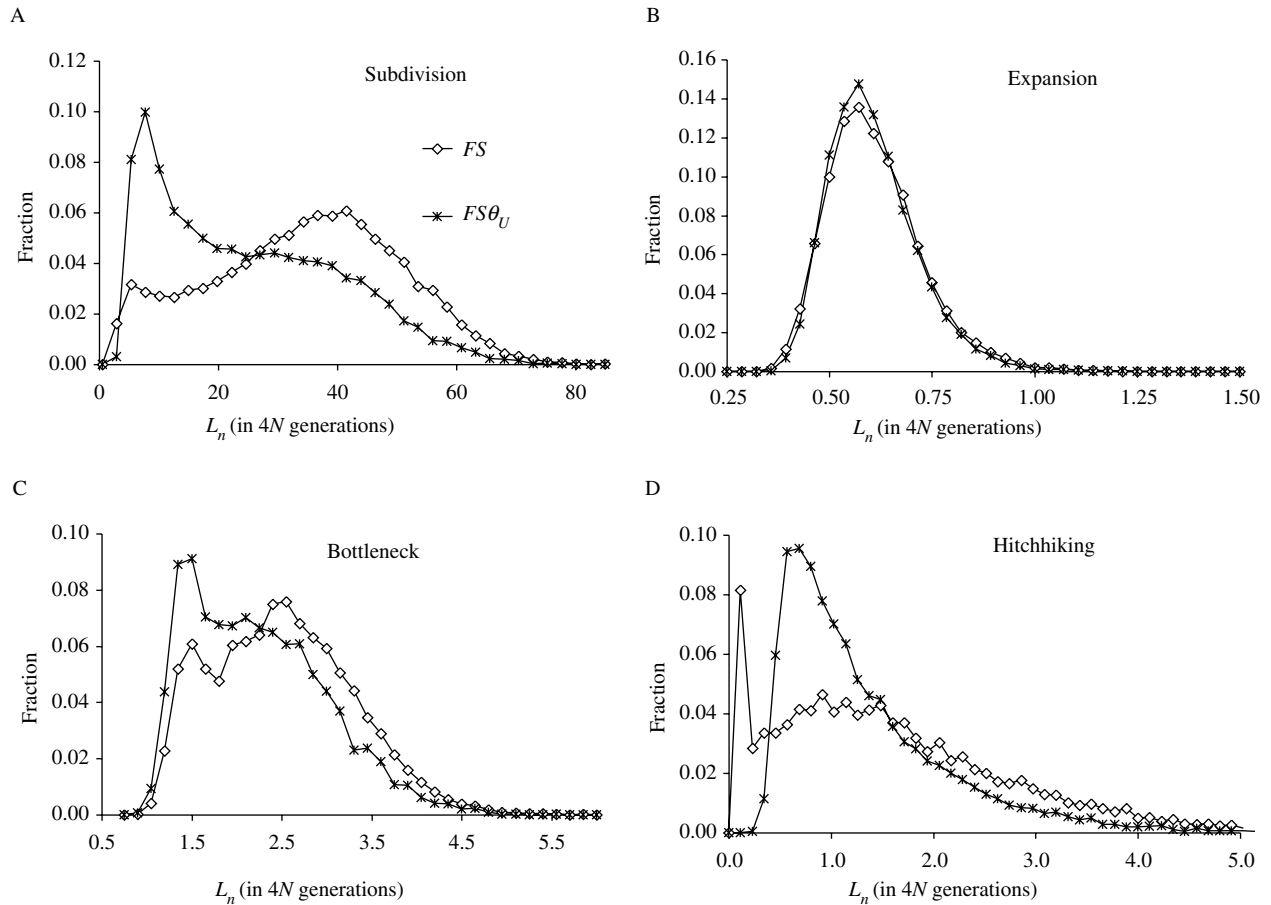 A
Subdivision
0.12
0.10
0.08
0.06
0.04
0.02
0.00
Fraction
FS
FSθ_U
0 20 40 60 80
L_n (in 4N generations)
B
Expansion
0.16
0.14
0.12
0.10
0.08
0.06
0.04
0.02
0.00
Fraction
0.25 0.50 0.75 1.00 1.25 1.50
L_n (in 4N generations)
C
Bottleneck
0.10
0.08
0.06
0.04
0.02
0.00
Fraction
0.5 1.5 2.5 3.5 4.5 5.5
L_n (in 4N generations)
D
Hitchhiking
0.10
0.08
0.06
0.04
0.02
0.00
Fraction
0.0 1.0 2.0 3.0 4.0 5.0
L_n (in 4N generations)